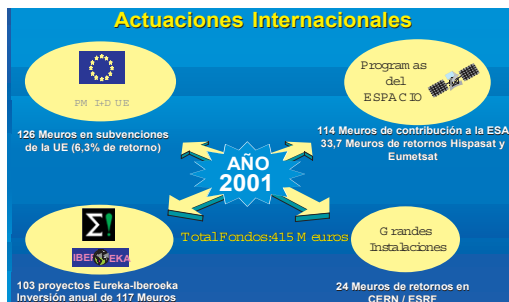 Actuaciones Internacionales
PM I+D UE
126 Meuros en subvenciones
de la UE (6,3% de retorno)
Programas
del
ESPACIO
114 Meuros de contribución a la ESA
33,7 Meuros de retornos Hispasat y
Eumetsat
AÑO
2001
Σ!
IBEROEKA
103 proyectos Eureka-Iberoeka
Inversión anual de 117 Meuros
Total Fondos:415 Meuros
Grandes
Instalaciones
24 Meuros de retornos en
CERN / ESRF